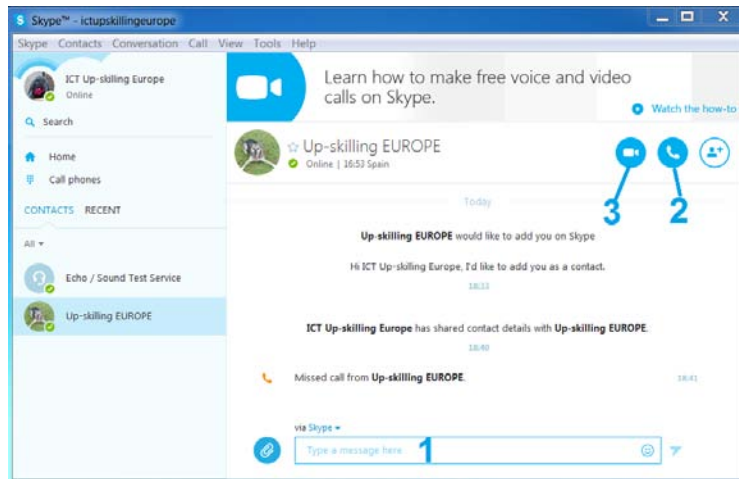 Skype™ - ictupskillingeurope
Skype Contacts Conversation Call View Tools Help
ICT Up-skilling Europe
Online
Search
Home
Call phones
CONTACTS RECENT
All
Echo / Sound Test Service
Up-skilling EUROPE
Learn how to make free voice and video
calls on Skype.
Watch the how-to
Up-skilling EUROPE
Online | 16:53 Spain
3 2
Today
Up-skilling EUROPE would like to add you on Skype
Hi ICT Up-skilling Europe, I'd like to add you as a contact.
18:33
ICT Up-skilling Europe has shared contact details with Up-skilling EUROPE.
18:40
Missed call from Up-skilling EUROPE. 18:41
via Skype
Type a message here 1